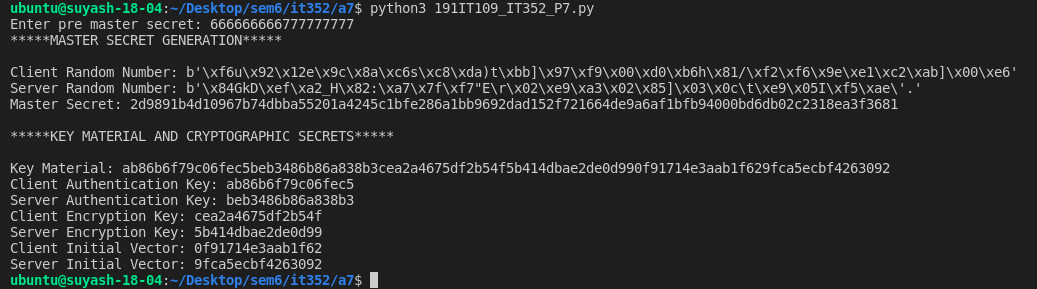 ubuntu@suyash-18-04:~/Desktop/sem6/it352/a7$ python3 191IT109_IT352_P7.py
Enter pre master secret: 666666666777777777
*****MASTER SECRET GENERATION*****
Client Random Number: b'\xf6u\x92\x12e\x9c\x8a\xc6s\xc8\xda)t\xbb]\x97\xf9\x00\xd0\xb6h\x81/\xf2\xf6\x9e\xe1\xc2\xab]\x00\xe6'
Server Random Number: b'\x84GkD\xef\xa2_H\x82:\xa7\x7f\xf7"E\r\x02\xe9\xa3\x02\x85]\x03\x0c\t\xe9\x05I\xf5\xae\'.'
Master Secret: 2d9891b4d10967b74dbba55201a4245c1bfe286a1bb9692dad152f721664de9a6af1bfb94000bd6db02c2318ea3f3681
*****KEY MATERIAL AND CRYPTOGRAPHIC SECRETS*****
Key Material: ab86b6f79c06fec5beb3486b86a838b3cea2a4675df2b54f5b414dbae2de0d990f91714e3aab1f629fca5ecbf4263092
Client Authentication Key: ab86b6f79c06fec5
Server Authentication Key: beb3486b86a838b3
Client Encryption Key: cea2a4675df2b54f
Server Encryption Key: 5b414dbae2de0d99
Client Initial Vector: 0f91714e3aab1f62
Server Initial Vector: 9fca5ecbf4263092
ubuntu@suyash-18-04:~/Desktop/sem6/it352/a7$